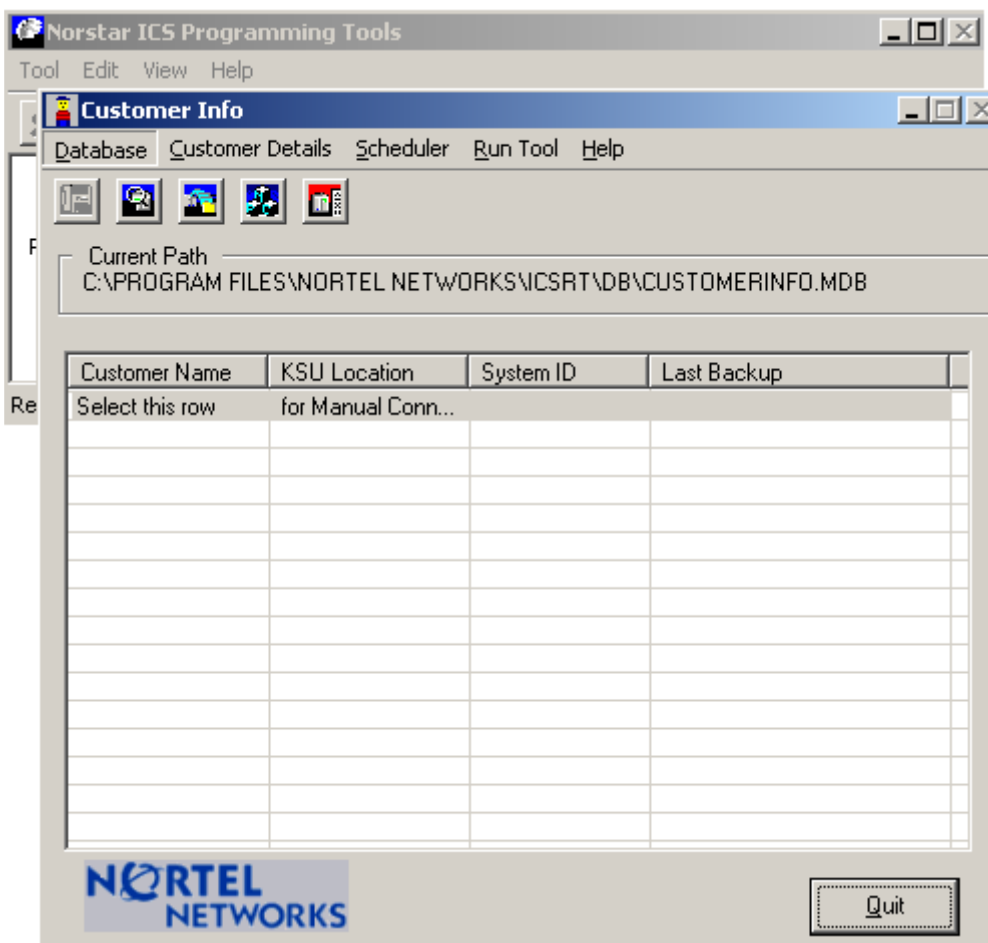 Norstar ICS Programming Tools
Tool Edit View Help
Customer Info
Database Customer Details Scheduler Run Tool Help
Current Path
C:\PROGRAM FILES\NORTEL NETWORKS\ICSRT\DB\CUSTOMERINFO.MDB
Customer Name KSU Location System ID Last Backup
Re Select this row for Manual Conn...
NORTEL
NETWORKS
Quit